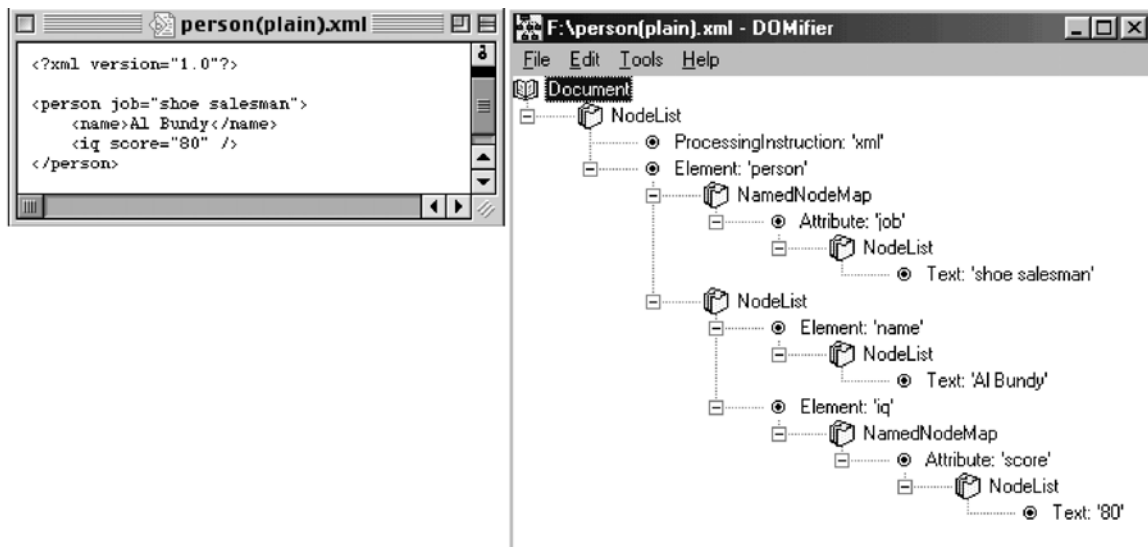 person(plain).xml
<?xml version="1.0"?>
<person job="shoe salesman">
<name>Al Bundy</name>
<iq score="80" />
</person>
F:\person(plain).xml - DOMifier
File Edit Tools Help
Document
NodeList
ProcessingInstruction: 'xml'
Element: 'person'
NamedNodeMap
Attribute: 'job'
NodeList
Text: 'shoe salesman'
NodeList
Element: 'name'
NodeList
Text: 'Al Bundy'
Element: 'iq'
NamedNodeMap
Attribute: 'score'
NodeList
Text: '80'